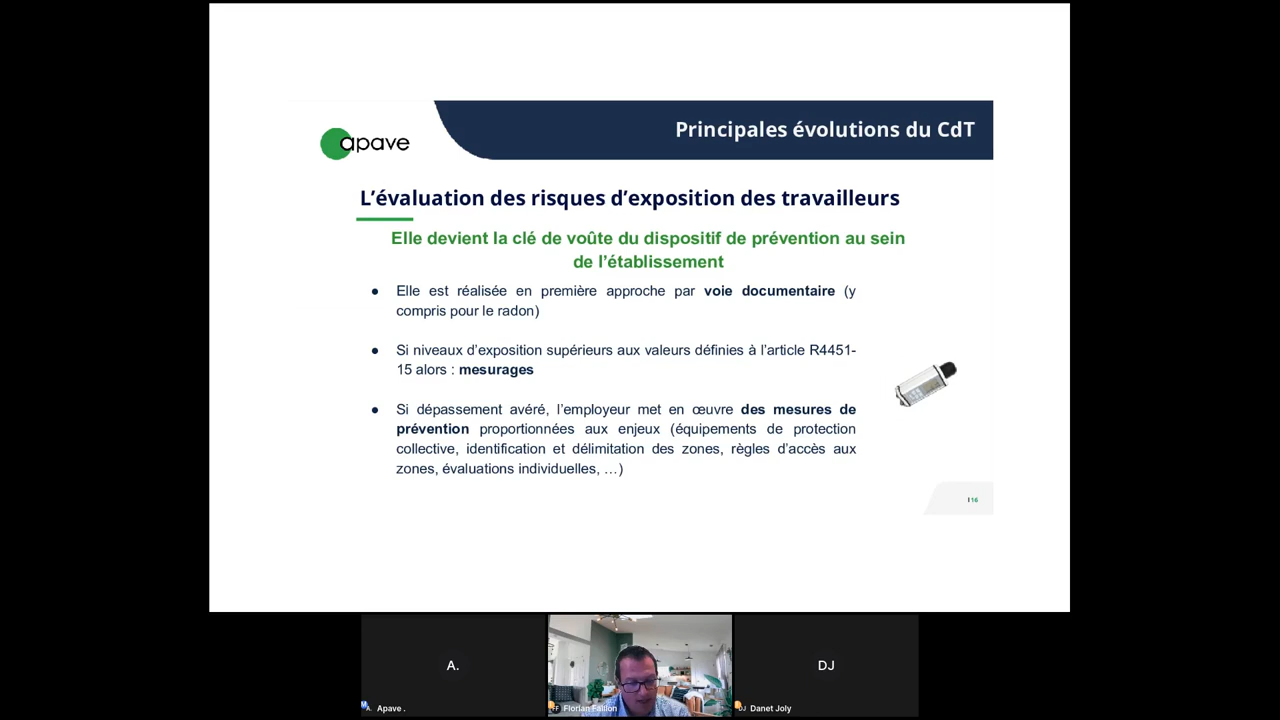 Principales évolutions du CdT
apave
L'évaluation des risques d'exposition des travailleurs
Elle devient la clé de voûte du dispositif de prévention au sein
de l'établissement
● Elle est réalisée en première approche par voie documentaire (y
compris pour le radon)
● Si niveaux d'exposition supérieurs aux valeurs définies à l'article R4451-
15 alors : mesurages
● Si dépassement avéré, l'employeur met en œuvre des mesures de
prévention proportionnées aux enjeux (équipements de protection
collective, identification et délimitation des zones, règles d'accès aux
zones, évaluations individuelles, …)
I 16
A.
DJ
Apave .
Florian
DJ Danet Joly